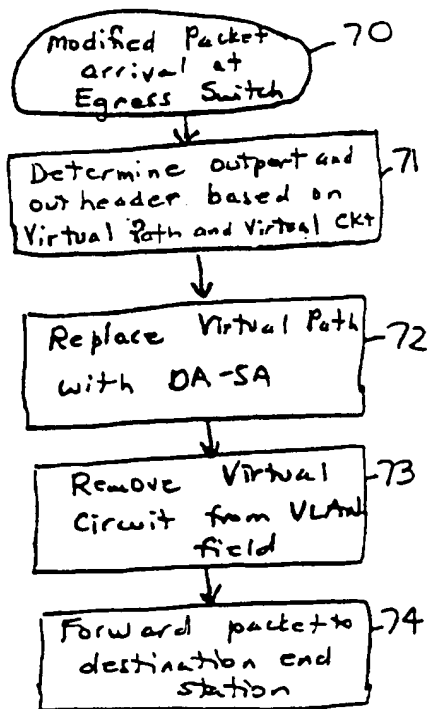 Modified Packet
arrival at
Egress Switch
70
Determine outport and
outheader based on
Virtual Path and Virtual Ckt
71
Replace Virtual Path
with DA-SA
72
Remove Virtual
Circuit from VLAN
field
73
Forward packet to
destination end
station
74